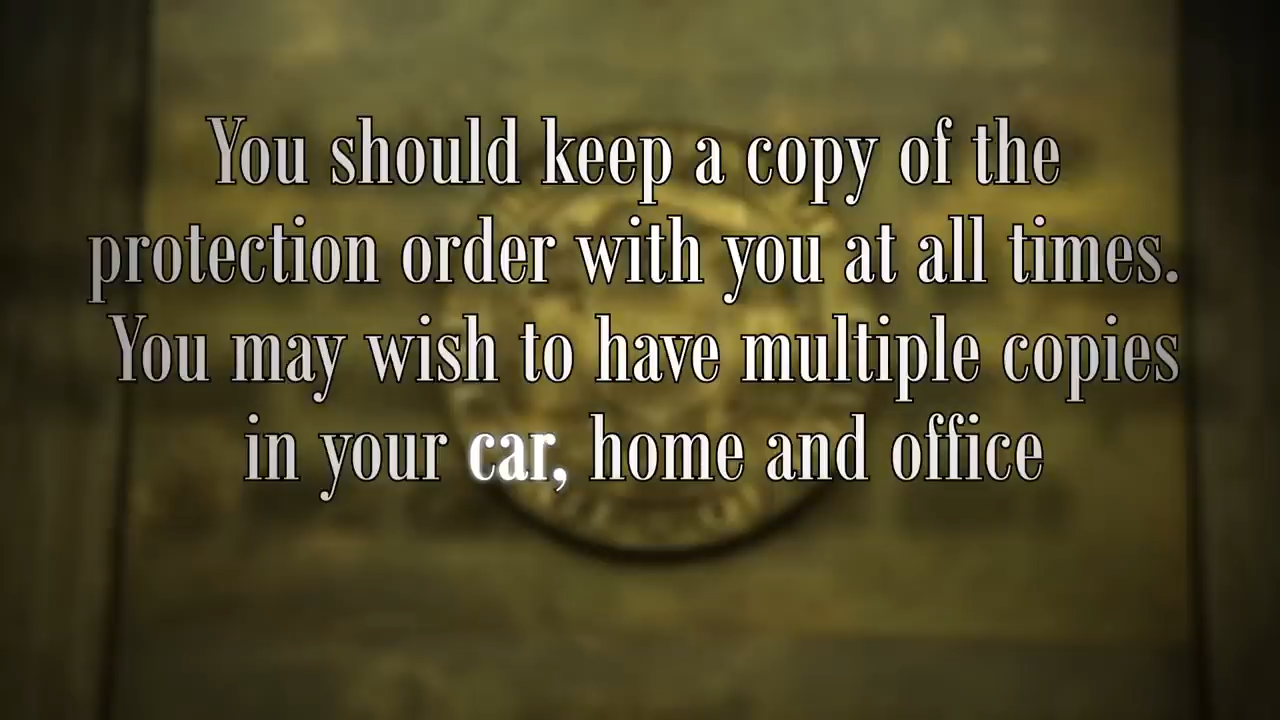 You should keep a copy of the
protection order with you at all times.
You may wish to have multiple copies
in your car, home and office